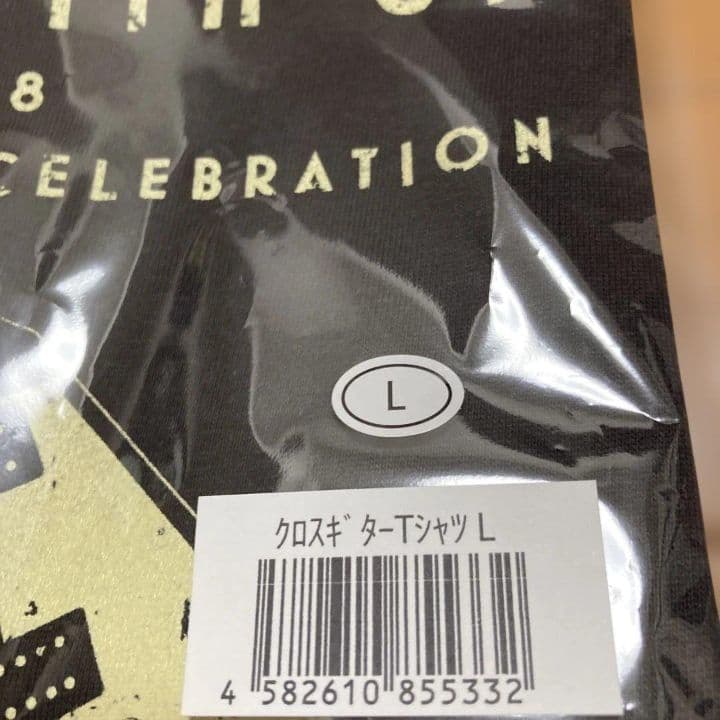 8
CELEBRATION
L
ｸﾛｽｷﾞﾀｰTｼｬﾂ L
4 582610 855332